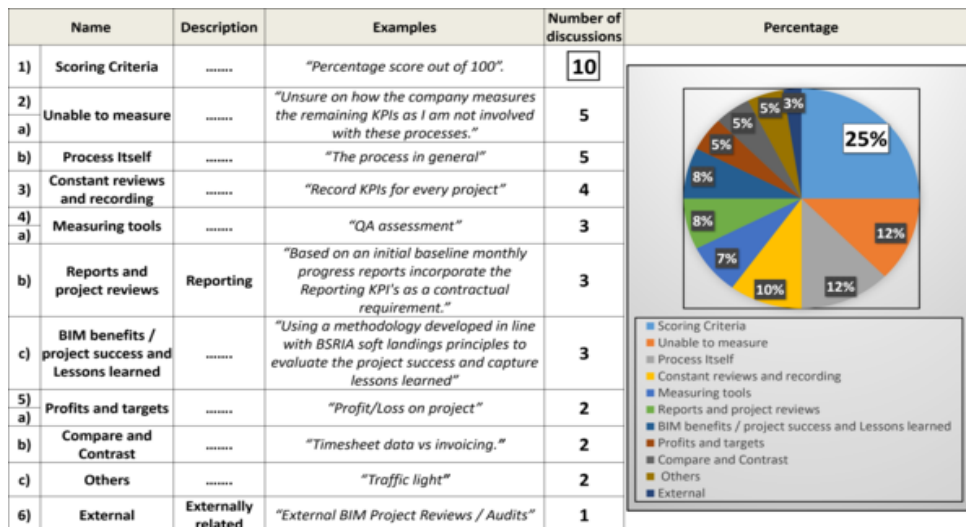 Name Description Examples Number of discussions Percentage
1) Scoring Criteria ........ “Percentage score out of 100”. 10
2) a) Unable to measure ........ “Unsure on how the company measures the remaining KPIs as I am not involved with these processes.” 5
b) Process Itself ........ “The process in general” 5
3) Constant reviews and recording ........ “Record KPIs for every project” 4
4) a) Measuring tools ........ “QA assessment” 3
b) Reports and project reviews Reporting “Based on an initial baseline monthly progress reports incorporate the Reporting KPI's as a contractual requirement.” 3
c) BIM benefits / project success and Lessons learned ........ “Using a methodology developed in line with BSRIA soft landings principles to evaluate the project success and capture lessons learned” 3
5) a) Profits and targets ........ “Profit/Loss on project” 2
b) Compare and Contrast ........ “Timesheet data vs invoicing.” 2
c) Others ........ “Traffic light” 2
6) External Externally related “External BIM Project Reviews / Audits” 1
25%
12%
12%
10%
7%
8%
8%
5%
5%
5%
3%
Scoring Criteria
Unable to measure
Process Itself
Constant reviews and recording
Measuring tools
Reports and project reviews
BIM benefits / project success and Lessons learned
Profits and targets
Compare and Contrast
Others
External